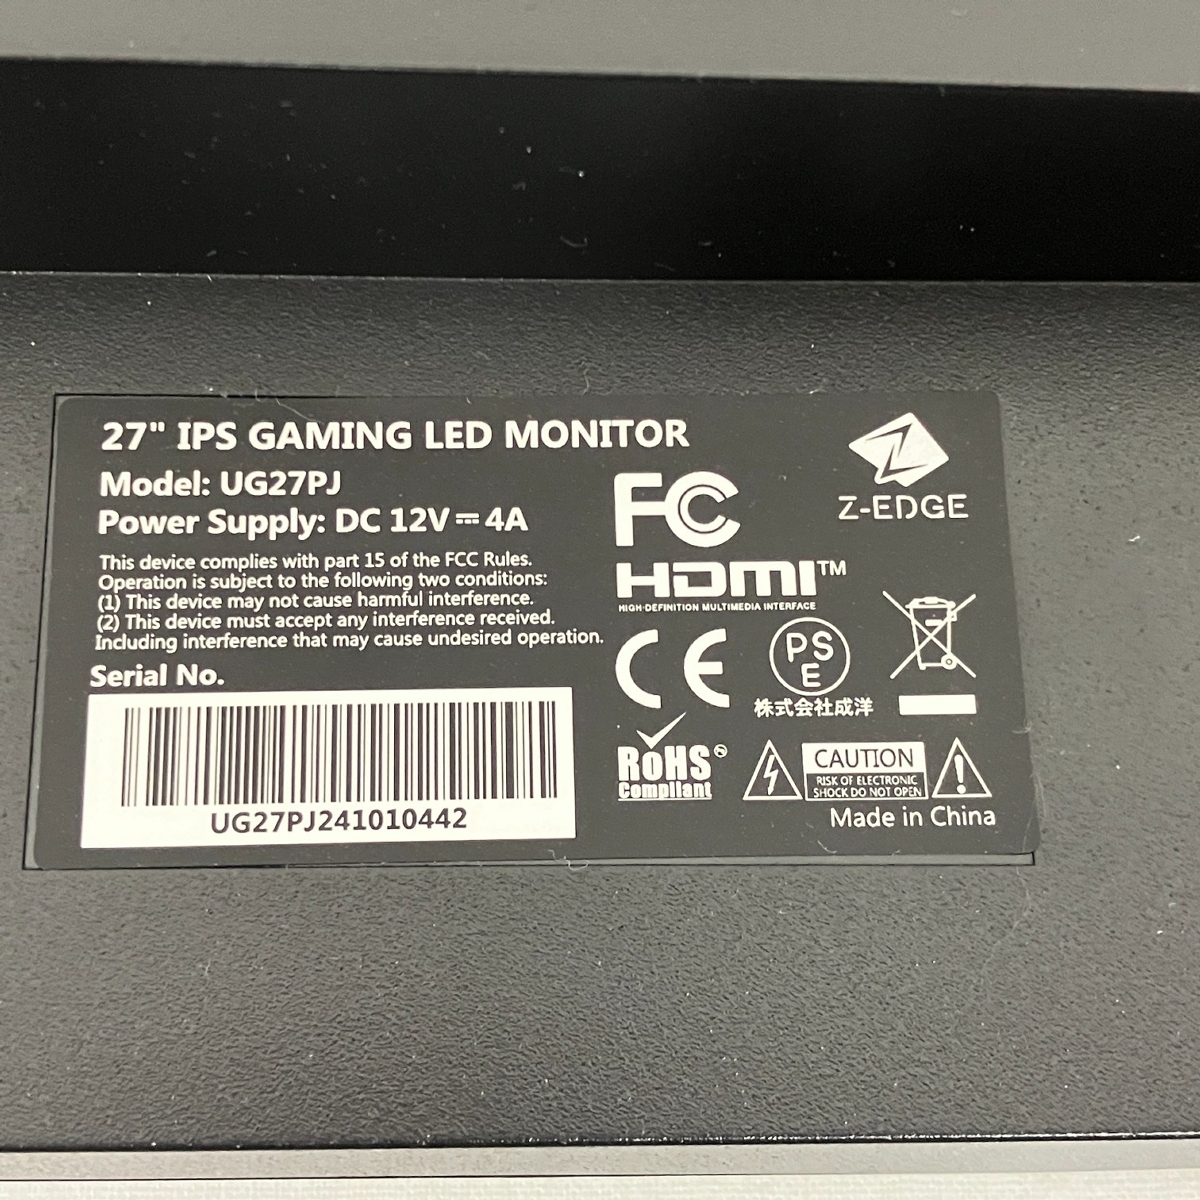 27" IPS GAMING LED MONITOR
Model: UG27PJ
Power Supply: DC 12V⎓4A
This device complies with part 15 of the FCC Rules.
Operation is subject to the following two conditions:
(1) This device may not cause harmful interference.
(2) This device must accept any interference received.
Including interference that may cause undesired operation.
Serial No.
UG27PJ241010442
Z-EDGE
FC
HDMI™
HIGH-DEFINITION MULTIMEDIA INTERFACE
CE
PS
E
株式会社成洋
RoHS
Compliant
CAUTION
RISK OF ELECTRONIC
SHOCK DO NOT OPEN
Made in China